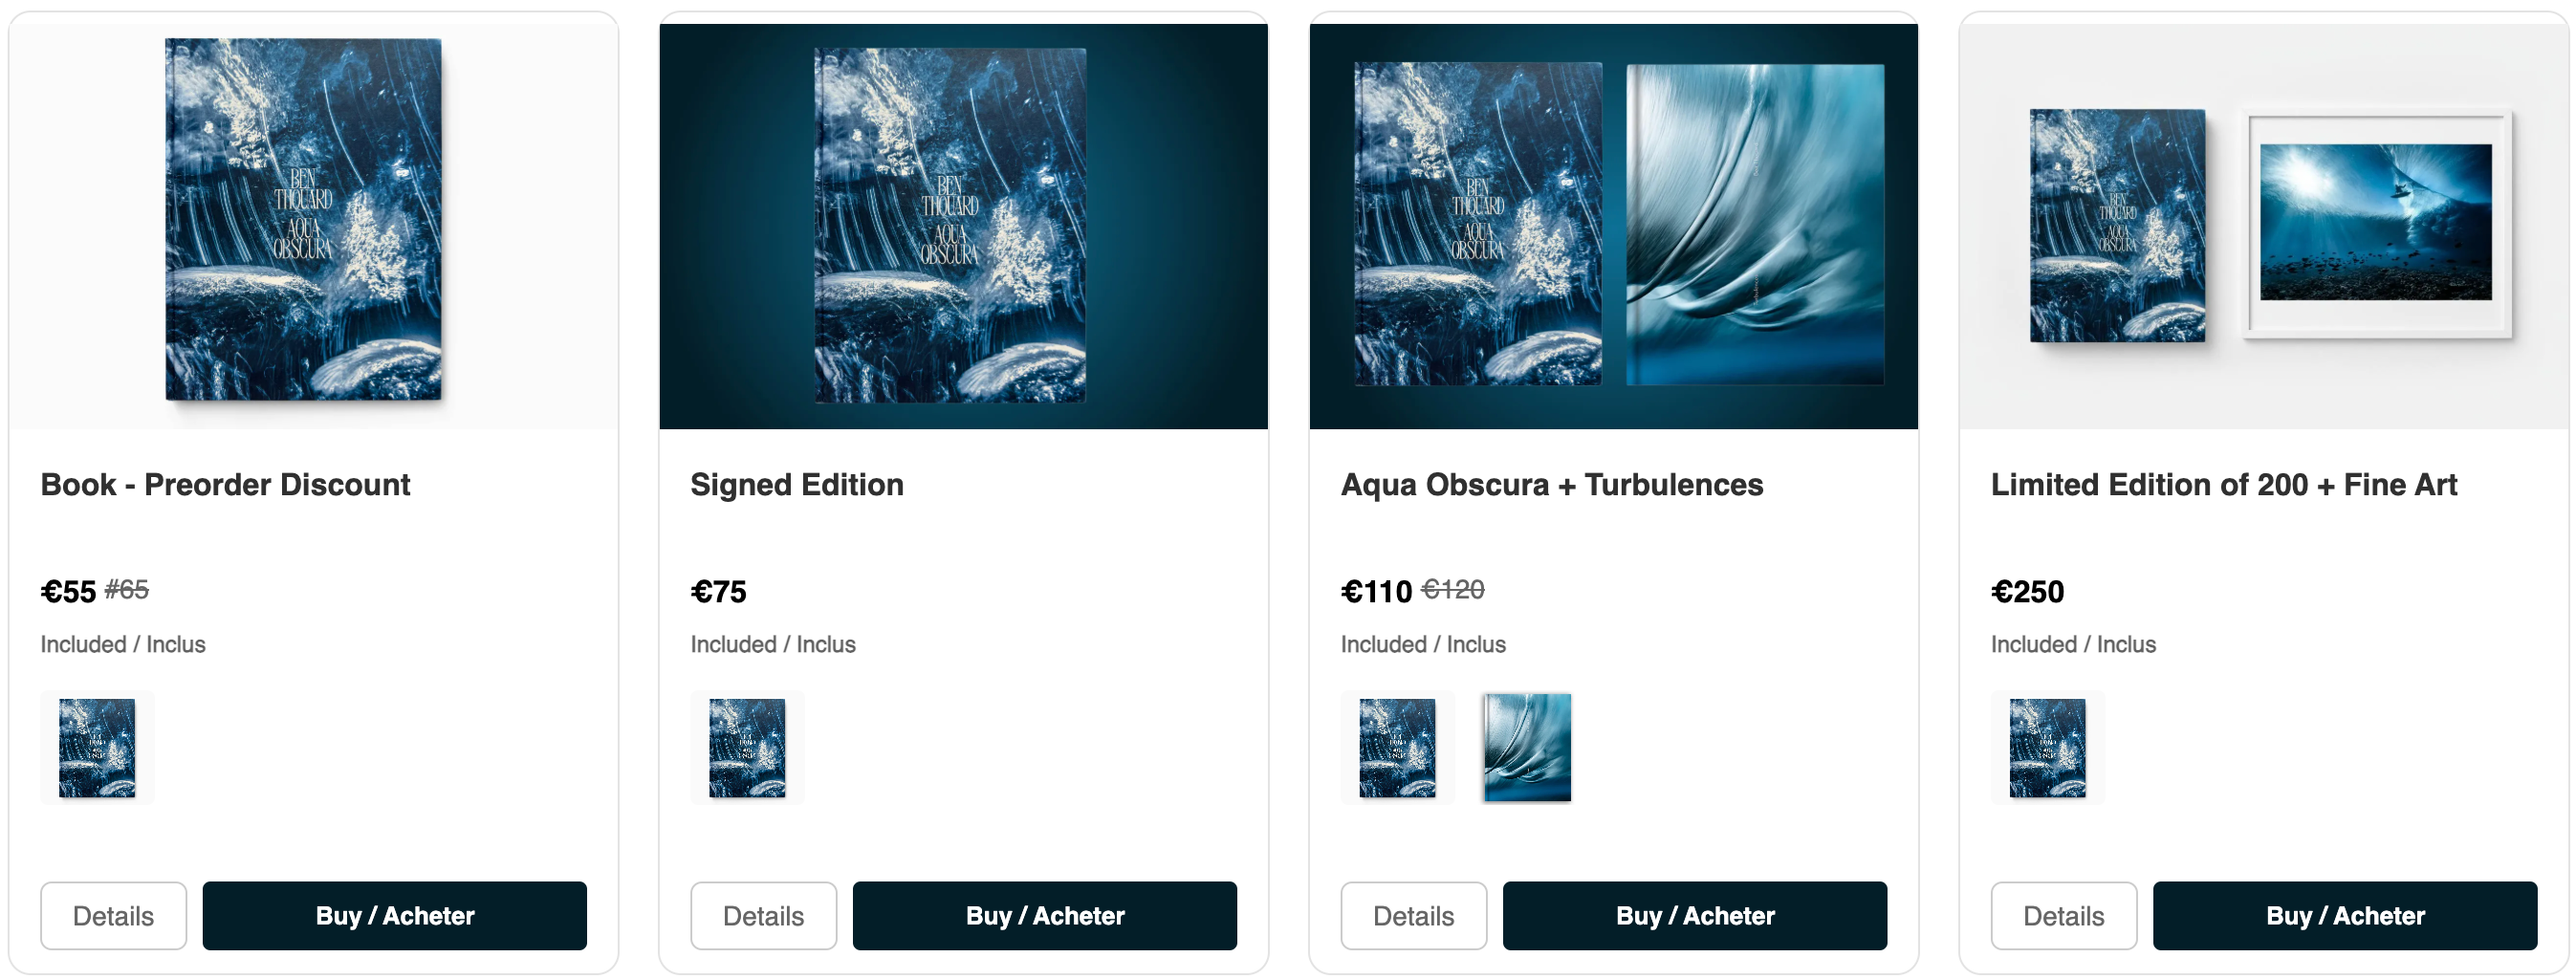 BEN
THOUARD
AQUA
OBSCURA
Book - Preorder Discount
€55 #65
Included / Inclus
Details
Buy / Acheter
BEN
THOUARD
AQUA
OBSCURA
Signed Edition
€75
Included / Inclus
Details
Buy / Acheter
BEN
THOUARD
AQUA
OBSCURA
Aqua Obscura + Turbulences
€110 €120
Included / Inclus
Details
Buy / Acheter
BEN
THOUARD
AQUA
OBSCURA
Limited Edition of 200 + Fine Art
€250
Included / Inclus
Details
Buy / Acheter